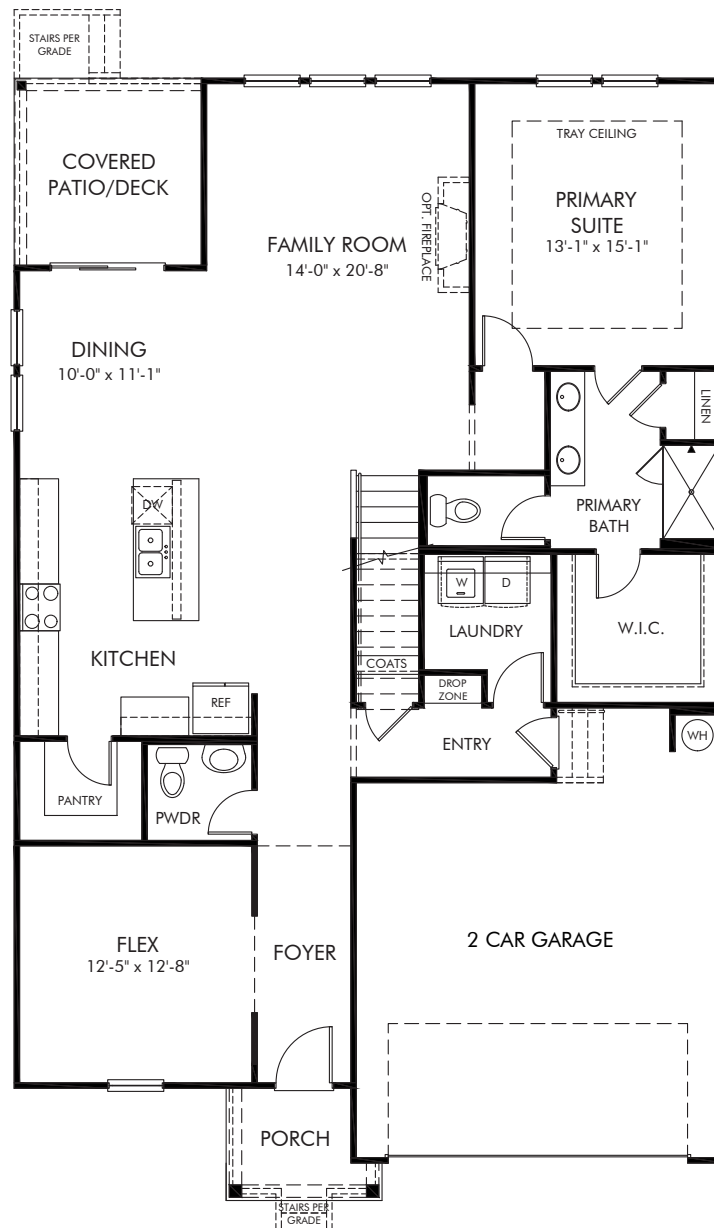 STAIRS PER
GRADE
COVERED
PATIO/DECK
TRAY CEILING
PRIMARY
SUITE
13'-1" x 15'-1"
OPT. FIREPLACE
FAMILY ROOM
14'-0" x 20'-8"
DINING
10'-0" x 11'-1"
LINEN
DW
PRIMARY
BATH
W
D
LAUNDRY
W.I.C.
KITCHEN
COATS
DROP
ZONE
REF
ENTRY
WH
PANTRY
PWDR
FLEX
12'-5" x 12'-8"
FOYER
2 CAR GARAGE
PORCH
STAIRS PER
GRADE